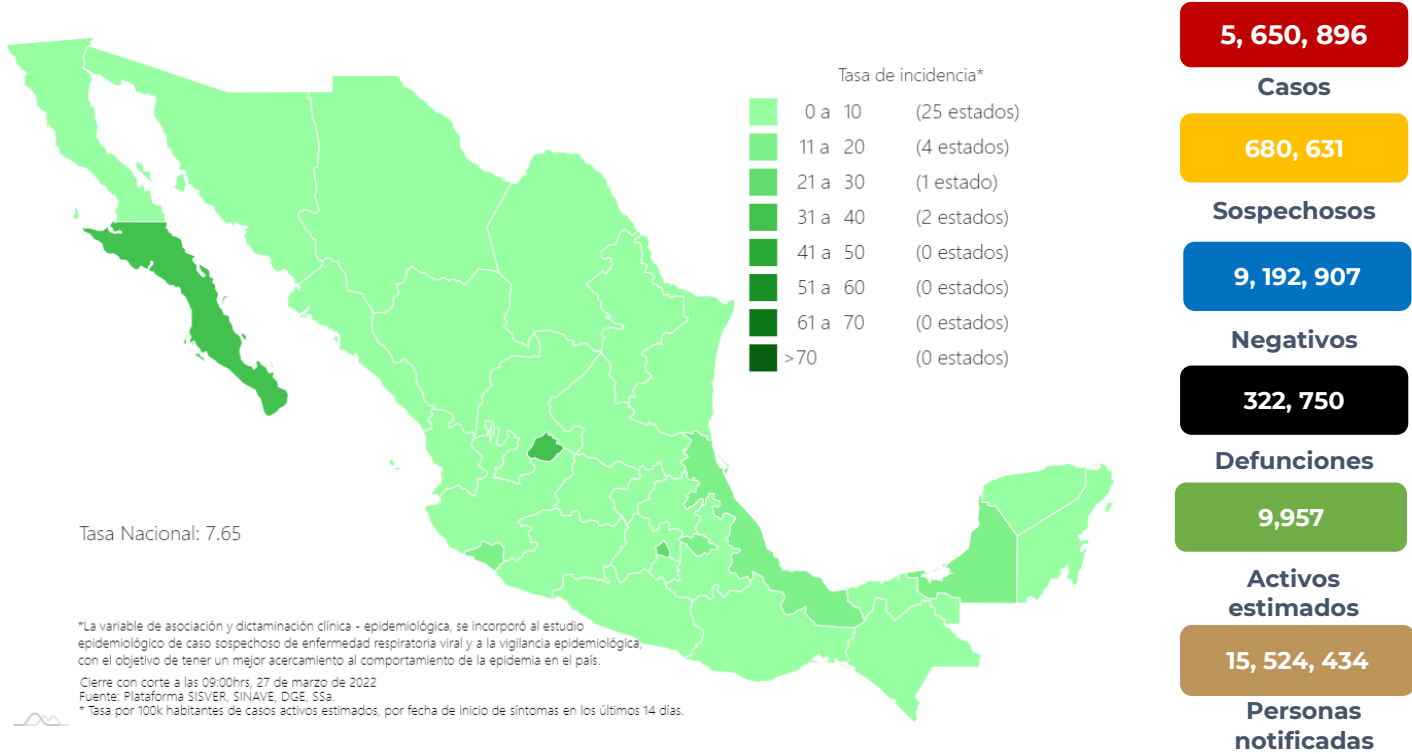 Tasa de incidencia*
0 a 10 (25 estados)
11 a 20 (4 estados)
21 a 30 (1 estado)
31 a 40 (2 estados)
41 a 50 (0 estados)
51 a 60 (0 estados)
61 a 70 (0 estados)
>70 (0 estados)
Tasa Nacional: 7.65
*La variable de asociación y dictaminación clínica - epidemiológica, se incorporó al estudio
epidemiológico de caso sospechoso de enfermedad respiratoria viral y a la vigilancia epidemiológica,
con el objetivo de tener un mejor acercamiento al comportamiento de la epidemia en el país.
Cierre con corte a las 09:00hrs, 27 de marzo de 2022
Fuente: Plataforma SISVER, SINAVE, DGE, SSa.
* Tasa por 100k habitantes de casos activos estimados, por fecha de inicio de síntomas en los últimos 14 días.
5, 650, 896
Casos
680, 631
Sospechosos
9, 192, 907
Negativos
322, 750
Defunciones
9,957
Activos
estimados
15, 524, 434
Personas
notificadas